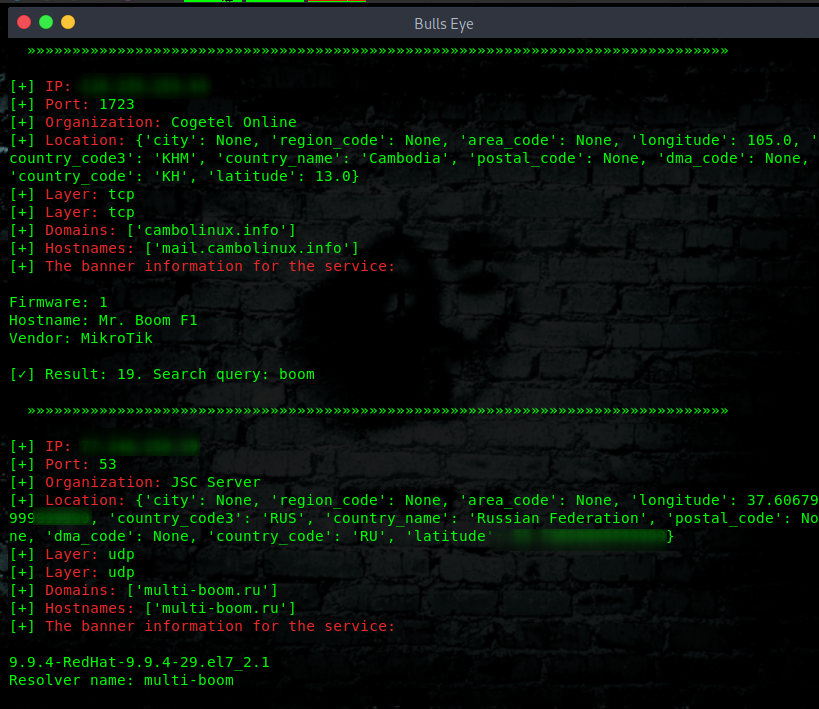 Bulls Eye
»»»»»»»»»»»»»»»»»»»»»»»»»»»»»»»»»»»»»»»»»»»»»»»»»»»»»»»»»»»»»»»»»»»»»»»»»»»»»»
[+] IP:
[+] Port: 1723
[+] Organization: Cogetel Online
[+] Location: {'city': None, 'region_code': None, 'area_code': None, 'longitude': 105.0, '
country_code3': 'KHM', 'country_name': 'Cambodia', 'postal_code': None, 'dma_code': None,
'country_code': 'KH', 'latitude': 13.0}
[+] Layer: tcp
[+] Layer: tcp
[+] Domains: ['cambolinux.info']
[+] Hostnames: ['mail.cambolinux.info']
[+] The banner information for the service:
Firmware: 1
Hostname: Mr. Boom F1
Vendor: MikroTik
[✓] Result: 19. Search query: boom
»»»»»»»»»»»»»»»»»»»»»»»»»»»»»»»»»»»»»»»»»»»»»»»»»»»»»»»»»»»»»»»»»»»»»»»»»»»»»»
[+] IP:
[+] Port: 53
[+] Organization: JSC Server
[+] Location: {'city': None, 'region_code': None, 'area_code': None, 'longitude': 37.60679
999, 'country_code3': 'RUS', 'country_name': 'Russian Federation', 'postal_code': No
ne, 'dma_code': None, 'country_code': 'RU', 'latitude' }
[+] Layer: udp
[+] Layer: udp
[+] Domains: ['multi-boom.ru']
[+] Hostnames: ['multi-boom.ru']
[+] The banner information for the service:
9.9.4-RedHat-9.9.4-29.el7_2.1
Resolver name: multi-boom